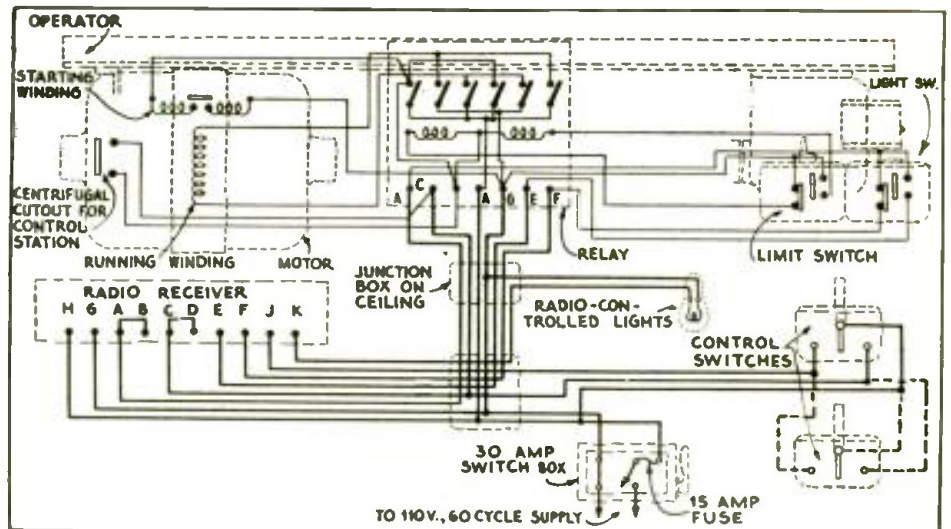 OPERATOR
STARTING
WINDING
LIGHT SW.
CENTRIFUGAL
CUTOUT FOR
CONTROL
STATION
A C A G E F
RUNNING WINDING
MOTOR
RELAY
LIMIT SWITCH
JUNCTION
BOX ON
CEILING
RADIO RECEIVER
H G A B C D E F J K
RADIO-CON-
TROLLED LIGHTS
CONTROL
SWITCHES
30 AMP
SWITCH BOX
15 AMP
FUSE
TO 110V., 60 CYCLE SUPPLY